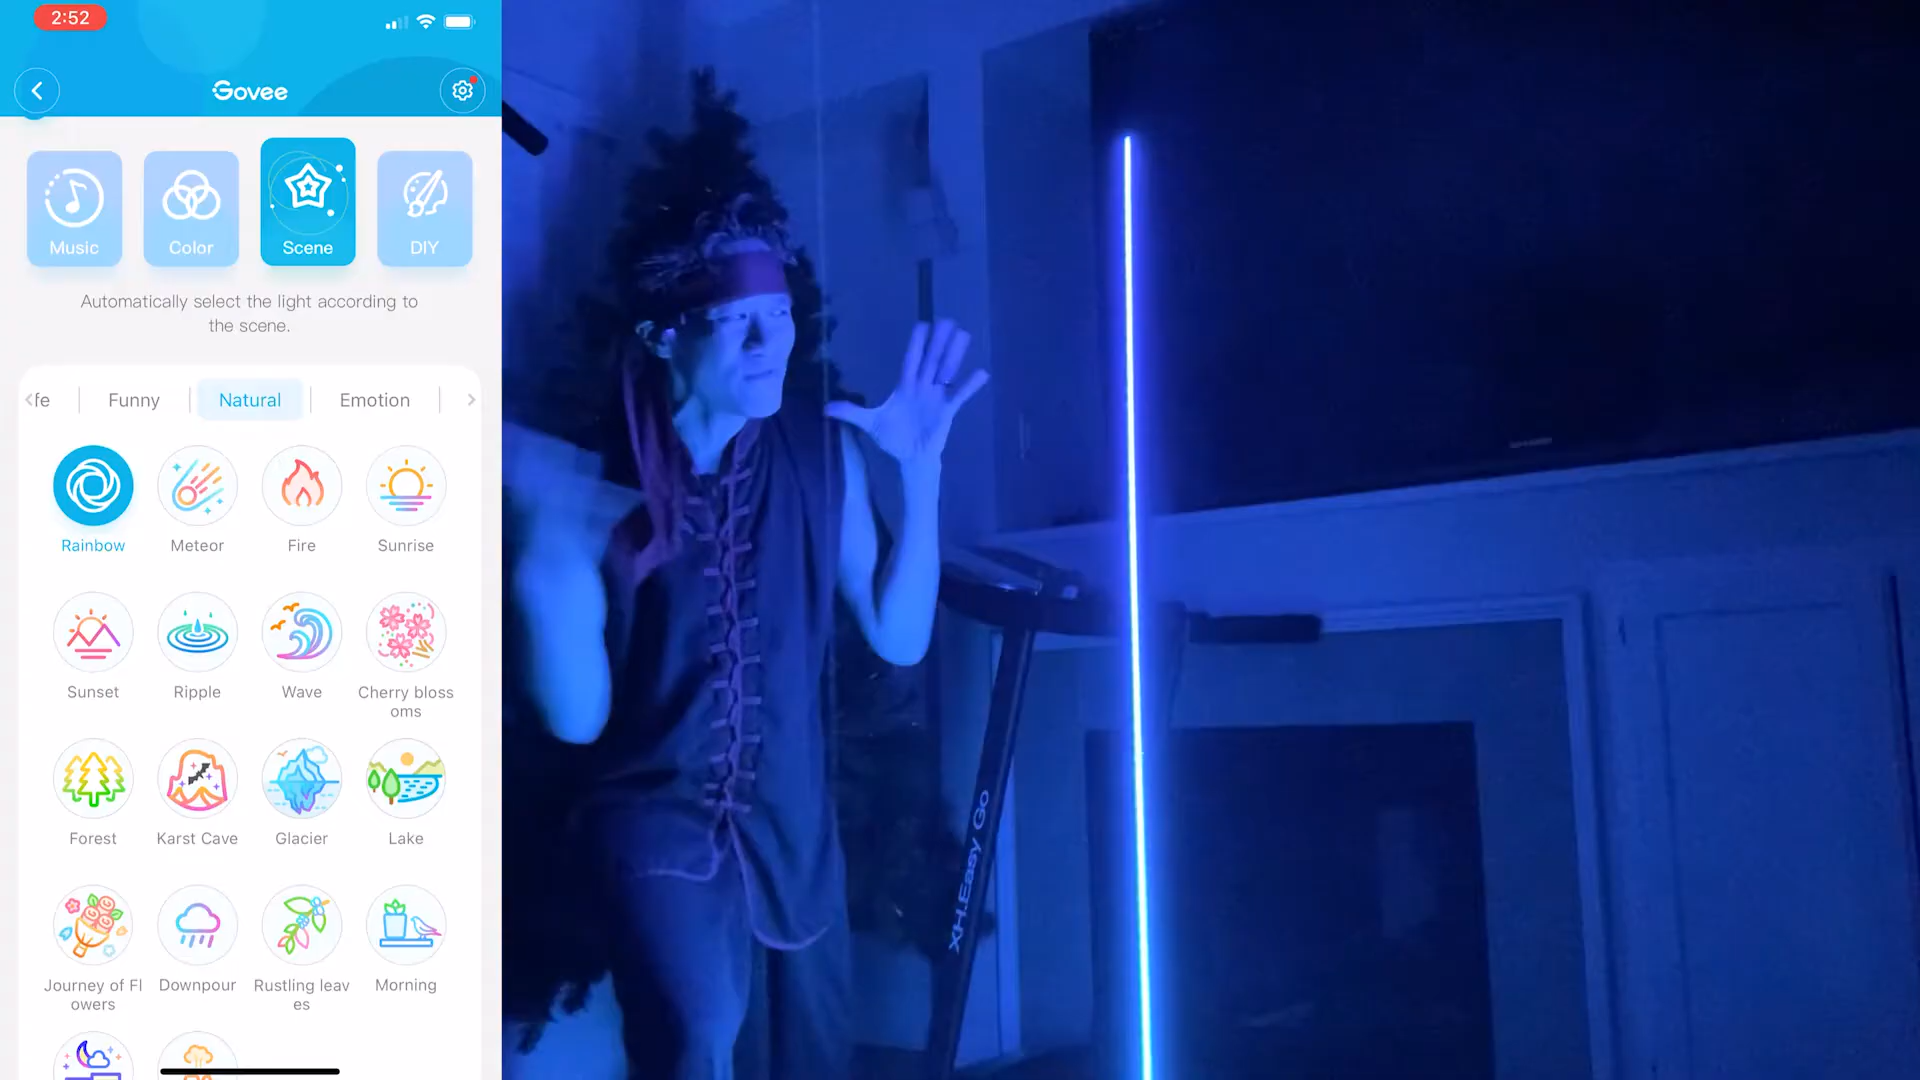 2:52
Govee
Music
Color
Scene
DIY
Automatically select the light according to
the scene.
fe
Funny
Natural
Emotion
Rainbow
Meteor
Fire
Sunrise
Sunset
Ripple
Wave
Cherry bloss
oms
Forest
Karst Cave
Glacier
Lake
Journey of Fl
owers
Downpour
Rustling leav
es
Morning
XH.Easy Go